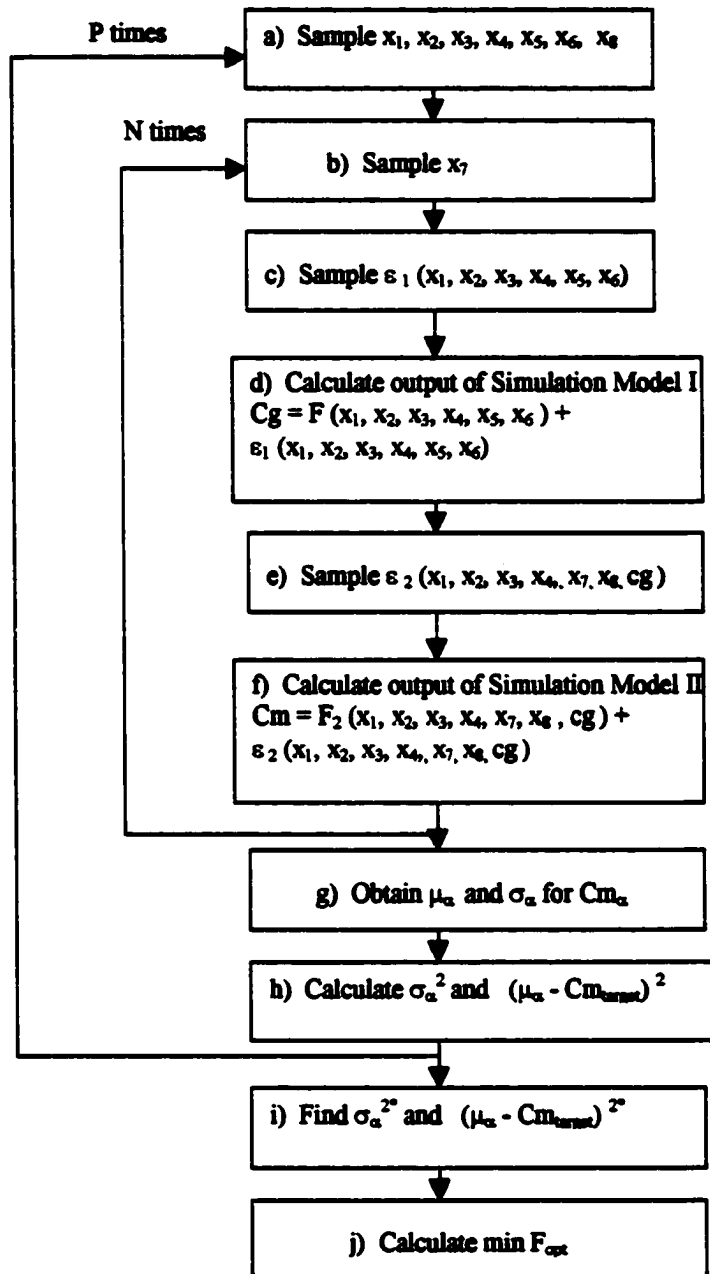 P times
a) Sample x₁, x₂, x₃, x₄, x₅, x₆, x₈
N times
b) Sample x₇
c) Sample ε₁ (x₁, x₂, x₃, x₄, x₅, x₆)
d) Calculate output of Simulation Model I
Cg = F (x₁, x₂, x₃, x₄, x₅, x₆ ) +
ε₁ (x₁, x₂, x₃, x₄, x₅, x₆)
e) Sample ε₂ (x₁, x₂, x₃, x₄,, x₇, x₈, cg )
f) Calculate output of Simulation Model II
Cm = F₂ (x₁, x₂, x₃, x₄, x₇, x₈ , cg ) +
ε₂ (x₁, x₂, x₃, x₄,, x₇, x₈, cg )
g) Obtain μ_α and σ_α for Cm_α
h) Calculate σ_α² and (μ_α - Cm_target) ²
i) Find σ_α²* and (μ_α - Cm_target) ²*
j) Calculate min F_opt